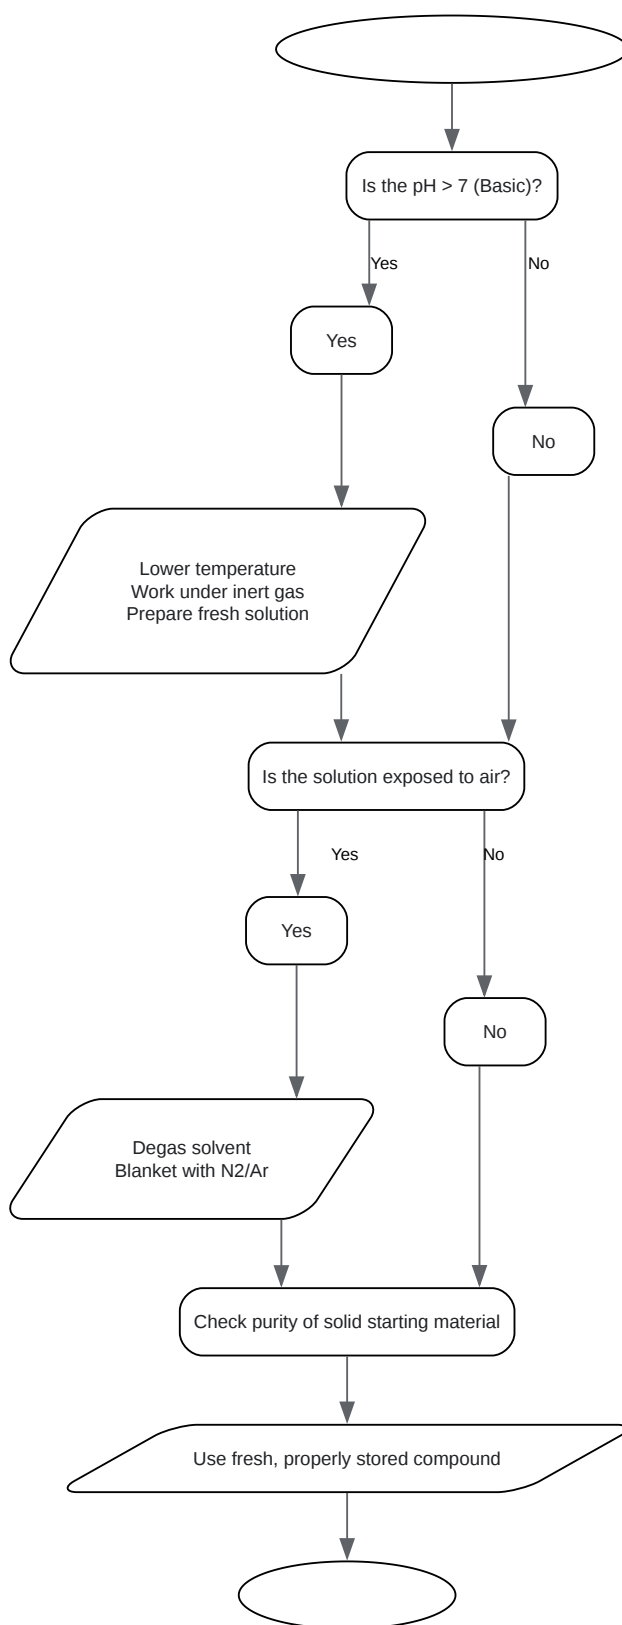 Is the pH > 7 (Basic)?
Yes
No
Yes
No
Lower temperature
Work under inert gas
Prepare fresh solution
Is the solution exposed to air?
Yes
No
Yes
No
Degas solvent
Blanket with N2/Ar
Check purity of solid starting material
Use fresh, properly stored compound